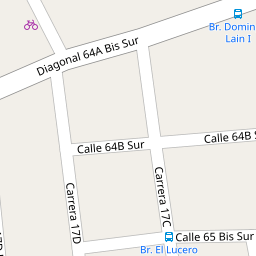 Br. Domin
Lain I
Diagonal 64A Bis Sur
Calle 64B Sur
Calle 64B S
Carrera 17D
Carrera 17C
Calle 65 Bis Sur
Br. El Lucero